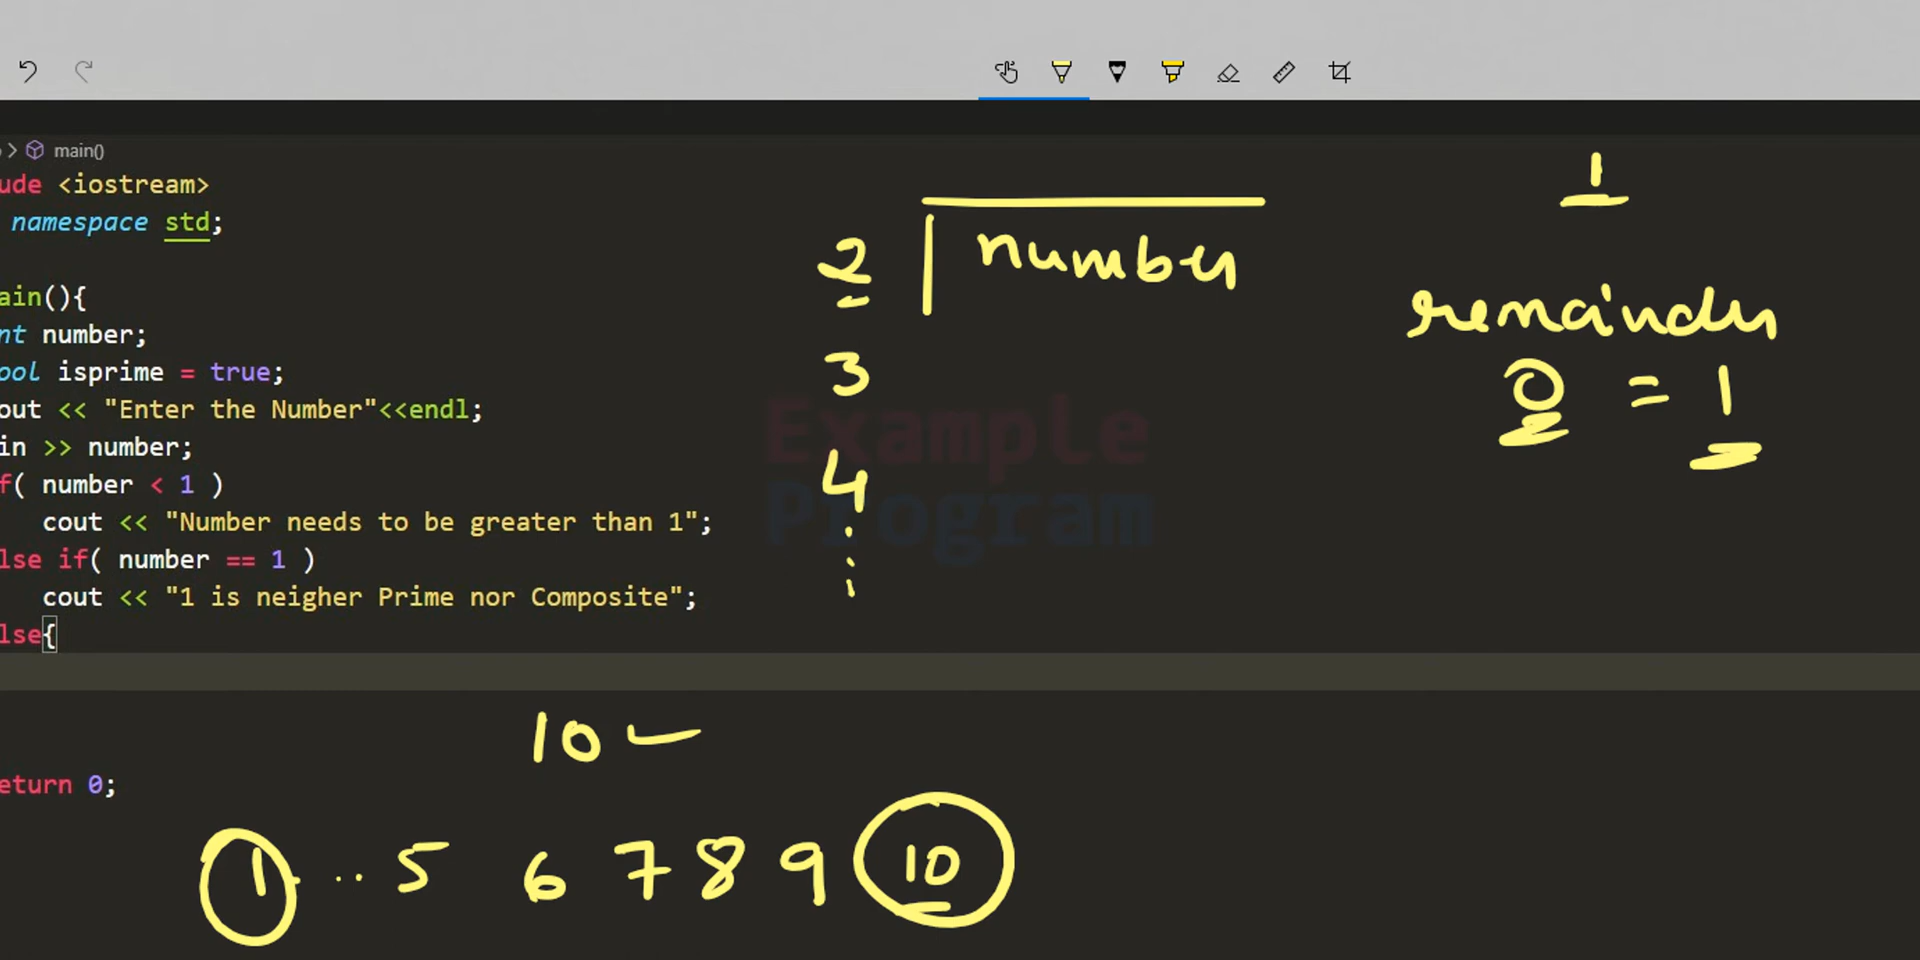 main()
ude <iostream>
namespace std;
ain(){
nt number;
ool isprime = true;
out << "Enter the Number"<<endl;
in >> number;
f( number < 1 )
cout << "Number needs to be greater than 1";
lse if( number == 1 )
cout << "1 is neigher Prime nor Composite";
lse{
eturn 0;
1
2 number
remainder
3
0 = 1
4
Example
Program
10
1 .. 5 6 7 8 9 10